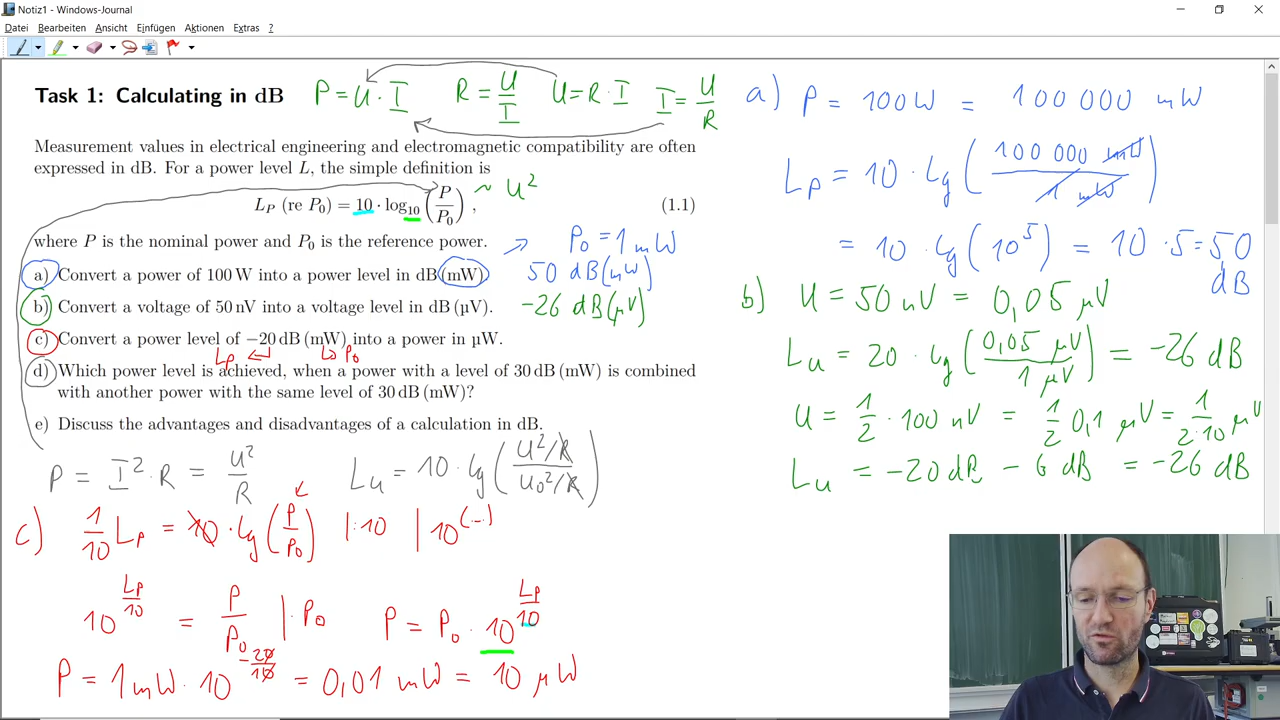 Notiz1 - Windows-Journal
Datei Bearbeiten Ansicht Einfügen Aktionen Extras ?
Task 1: Calculating in dB
P = U · I R = U/I U = R · I I = U/R
Measurement values in electrical engineering and electromagnetic compatibility are often
expressed in dB. For a power level L, the simple definition is
L_P (re P_0) = 10 · log_10 (P/P_0) , ~ U² (1.1)
where P is the nominal power and P_0 is the reference power. → P_0 = 1 mW
a) Convert a power of 100 W into a power level in dB (mW). 50 dB(mW)
b) Convert a voltage of 50 nV into a voltage level in dB (µV). -26 dB(µV)
c) Convert a power level of −20 dB (mW) into a power in µW.
L_P ↵ ↳ P_0
d) Which power level is achieved, when a power with a level of 30 dB (mW) is combined
with another power with the same level of 30 dB (mW)?
e) Discuss the advantages and disadvantages of a calculation in dB.
P = I² · R = U²/R L_U = 10 · lg (U²/R / U_0²/R)
c) 1/10 L_P = 10 · lg (P/P_0) | :10 | 10^(...)
10^(L_P/10) = P/P_0 | · P_0 P = P_0 · 10^(L_P/10)
P = 1 mW · 10^(-20/10) = 0,01 mW = 10 µW
a) P = 100 W = 100 000 mW
L_P = 10 · lg (100 000 mW / 1 mW)
= 10 · lg (10^5) = 10 · 5 = 50
dB
b) U = 50 nV = 0,05 µV
L_U = 20 · lg (0,05 µV / 1 µV) = -26 dB
U = 1/2 · 100 nV = 1/2 0,1 µV = 1/(2·10) µV
L_U = -20 dB - 6 dB = -26 dB